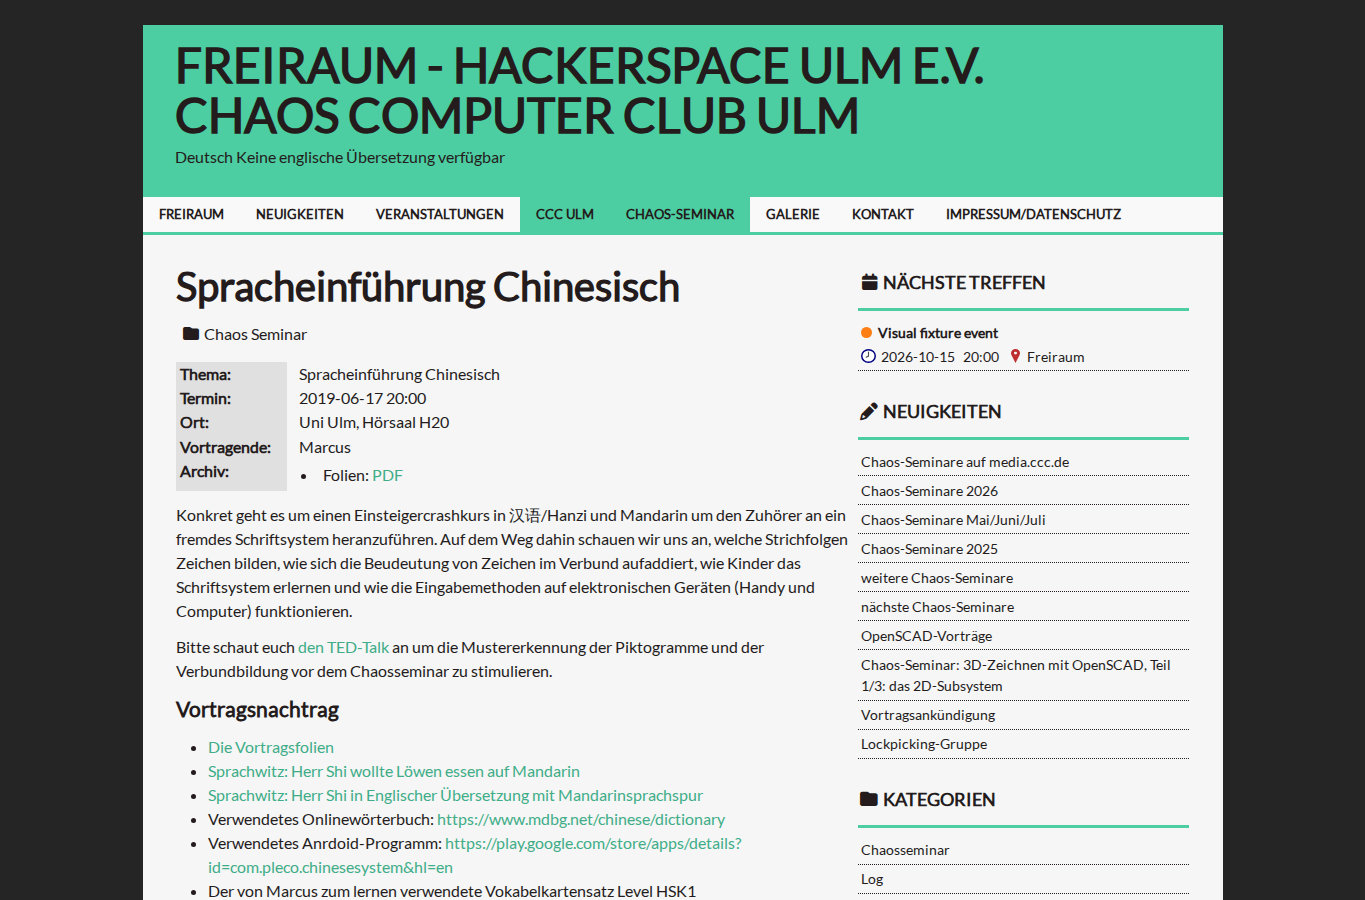 FREIRAUM - HACKERSPACE ULM E.V.
CHAOS COMPUTER CLUB ULM
Deutsch Keine englische Übersetzung verfügbar
FREIRAUM NEUIGKEITEN VERANSTALTUNGEN CCC ULM CHAOS-SEMINAR GALERIE KONTAKT IMPRESSUM/DATENSCHUTZ
Spracheinführung Chinesisch
Chaos Seminar
Thema: Spracheinführung Chinesisch
Termin: 2019-06-17 20:00
Ort: Uni Ulm, Hörsaal H20
Vortragende: Marcus
Archiv: • Folien: PDF
Konkret geht es um einen Einsteigercrashkurs in 汉语/Hanzi und Mandarin um den Zuhörer an ein
fremdes Schriftsystem heranzuführen. Auf dem Weg dahin schauen wir uns an, welche Strichfolgen
Zeichen bilden, wie sich die Beudeutung von Zeichen im Verbund aufaddiert, wie Kinder das
Schriftsystem erlernen und wie die Eingabemethoden auf elektronischen Geräten (Handy und
Computer) funktionieren.
Bitte schaut euch den TED-Talk an um die Mustererkennung der Piktogramme und der
Verbundbildung vor dem Chaosseminar zu stimulieren.
Vortragsnachtrag
• Die Vortragsfolien
• Sprachwitz: Herr Shi wollte Löwen essen auf Mandarin
• Sprachwitz: Herr Shi in Englischer Übersetzung mit Mandarinsprachspur
• Verwendetes Onlinewörterbuch: https://www.mdbg.net/chinese/dictionary
• Verwendetes Anrdoid-Programm: https://play.google.com/store/apps/details?
id=com.pleco.chinesesystem&hl=en
• Der von Marcus zum lernen verwendete Vokabelkartensatz Level HSK1
NÄCHSTE TREFFEN
Visual fixture event
2026-10-15 20:00 Freiraum
NEUIGKEITEN
Chaos-Seminare auf media.ccc.de
Chaos-Seminare 2026
Chaos-Seminare Mai/Juni/Juli
Chaos-Seminare 2025
weitere Chaos-Seminare
nächste Chaos-Seminare
OpenSCAD-Vorträge
Chaos-Seminar: 3D-Zeichnen mit OpenSCAD, Teil
1/3: das 2D-Subsystem
Vortragsankündigung
Lockpicking-Gruppe
KATEGORIEN
Chaosseminar
Log